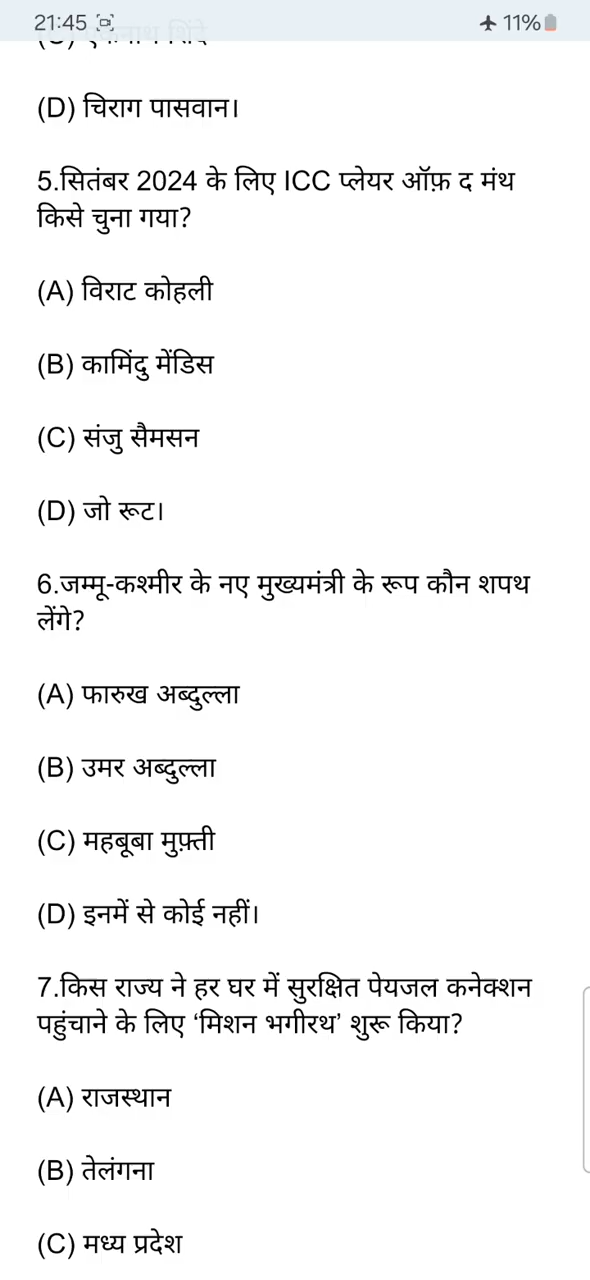 21:45
11%
(D) चिराग पासवान।
5.सितंबर 2024 के लिए ICC प्लेयर ऑफ़ द मंथ
किसे चुना गया?
(A) विराट कोहली
(B) कामिंदु मेंडिस
(C) संजु सैमसन
(D) जो रूट।
6.जम्मू-कश्मीर के नए मुख्यमंत्री के रूप कौन शपथ
लेंगे?
(A) फारुख अब्दुल्ला
(B) उमर अब्दुल्ला
(C) महबूबा मुफ़्ती
(D) इनमें से कोई नहीं।
7.किस राज्य ने हर घर में सुरक्षित पेयजल कनेक्शन
पहुंचाने के लिए ‘मिशन भगीरथ’ शुरू किया?
(A) राजस्थान
(B) तेलंगना
(C) मध्य प्रदेश